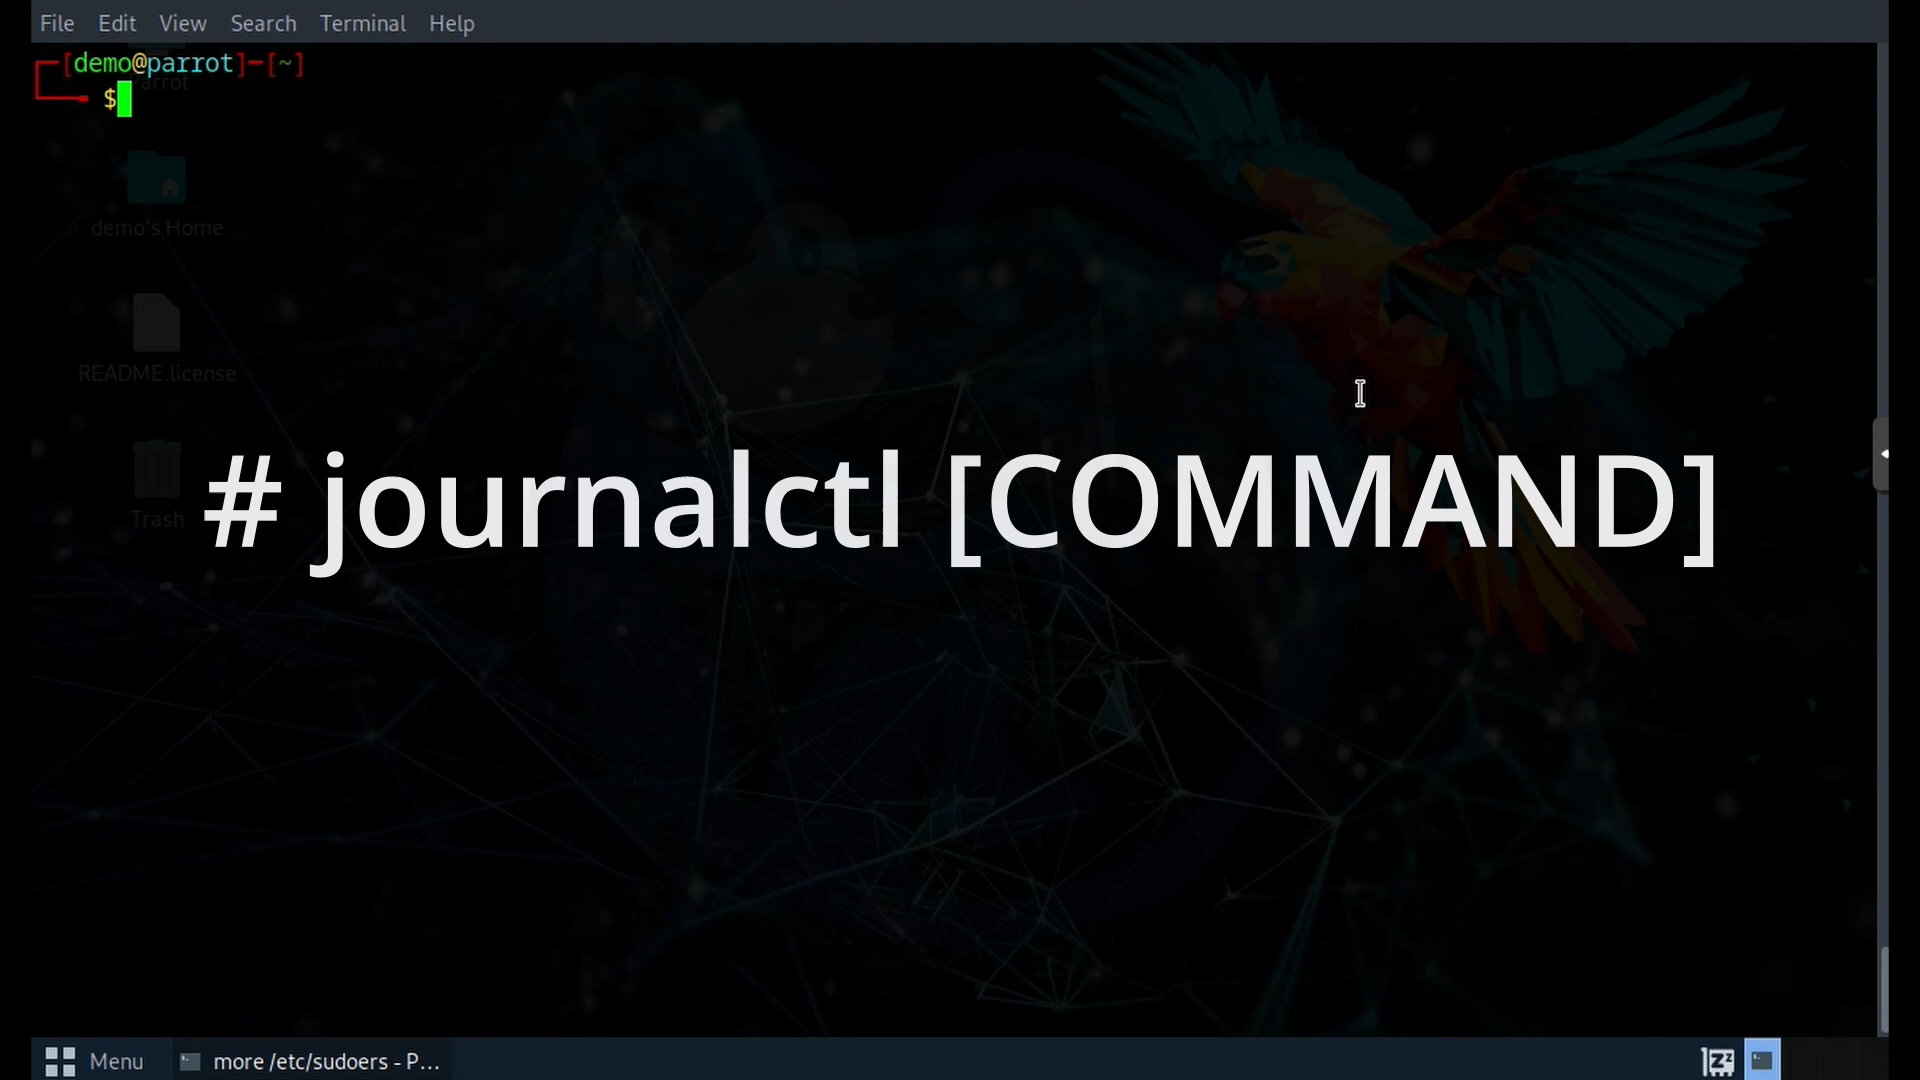 File Edit View Search Terminal Help
[demo@parrot]-[~]
$
Parrot
demo's Home
README.license
Trash
# journalctl [COMMAND]
Menu more /etc/sudoers - P...